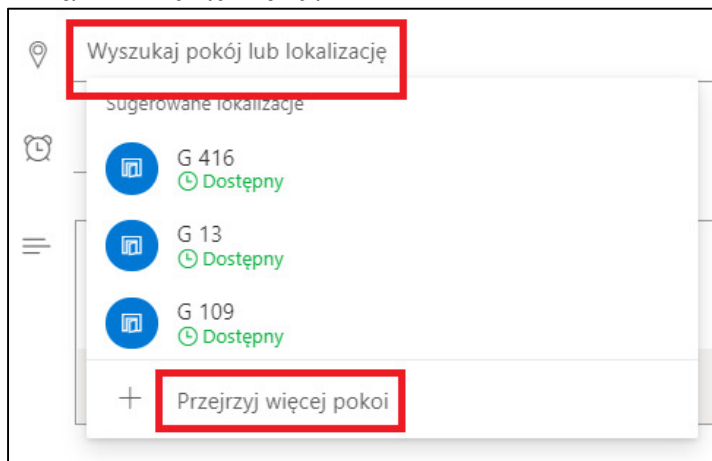 Wyszukaj pokój lub lokalizację
Sugerowane lokalizacje
G 416
Dostępny
G 13
Dostępny
G 109
Dostępny
Przejrzyj więcej pokoi